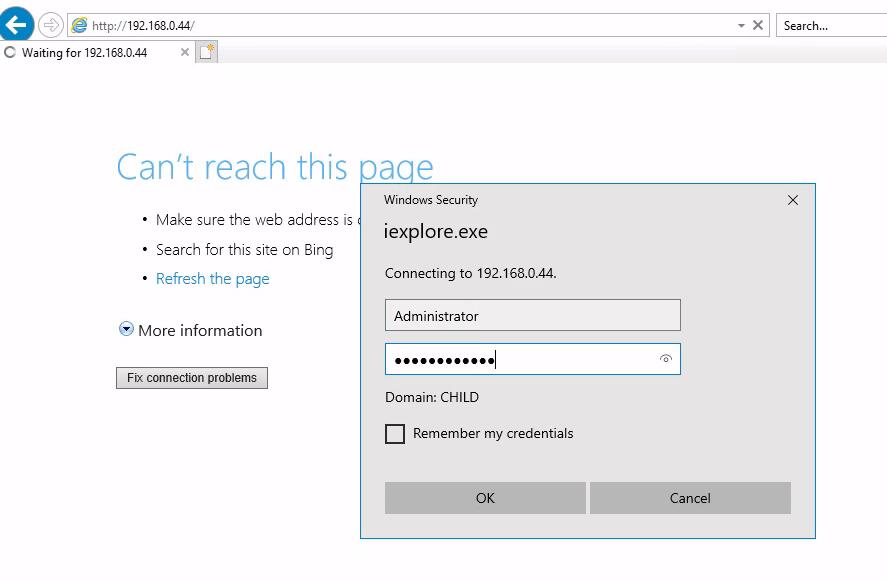 http://192.168.0.44/
Search...
Waiting for 192.168.0.44
Can't reach this page
Make sure the web address is
Search for this site on Bing
Refresh the page
More information
Fix connection problems
Windows Security
iexplore.exe
Connecting to 192.168.0.44.
Administrator
●●●●●●●●●●●●
Domain: CHILD
Remember my credentials
OK
Cancel